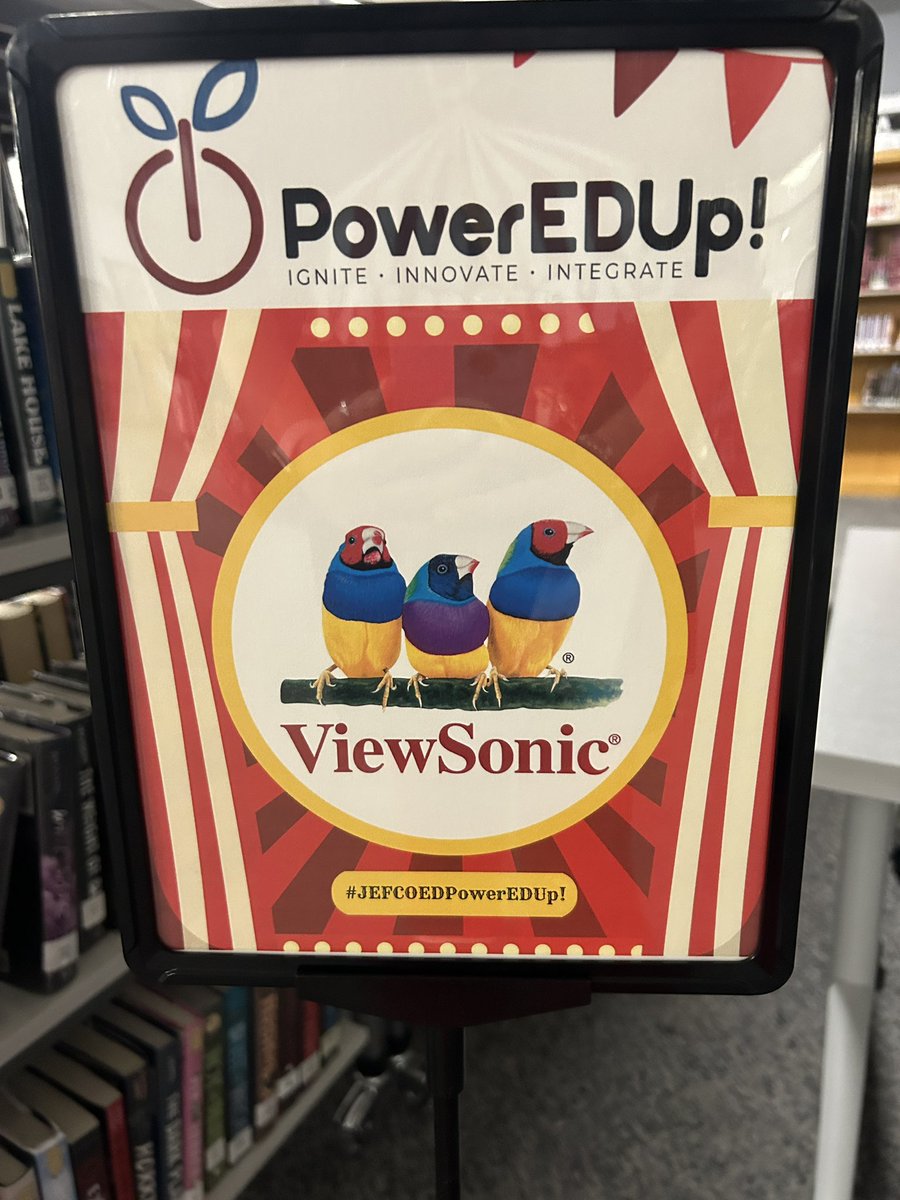 PowerEDUp!
IGNITE · INNOVATE · INTEGRATE
®
ViewSonic®
#JEFCOEDPowerEDUp!
LAKE HOUSE